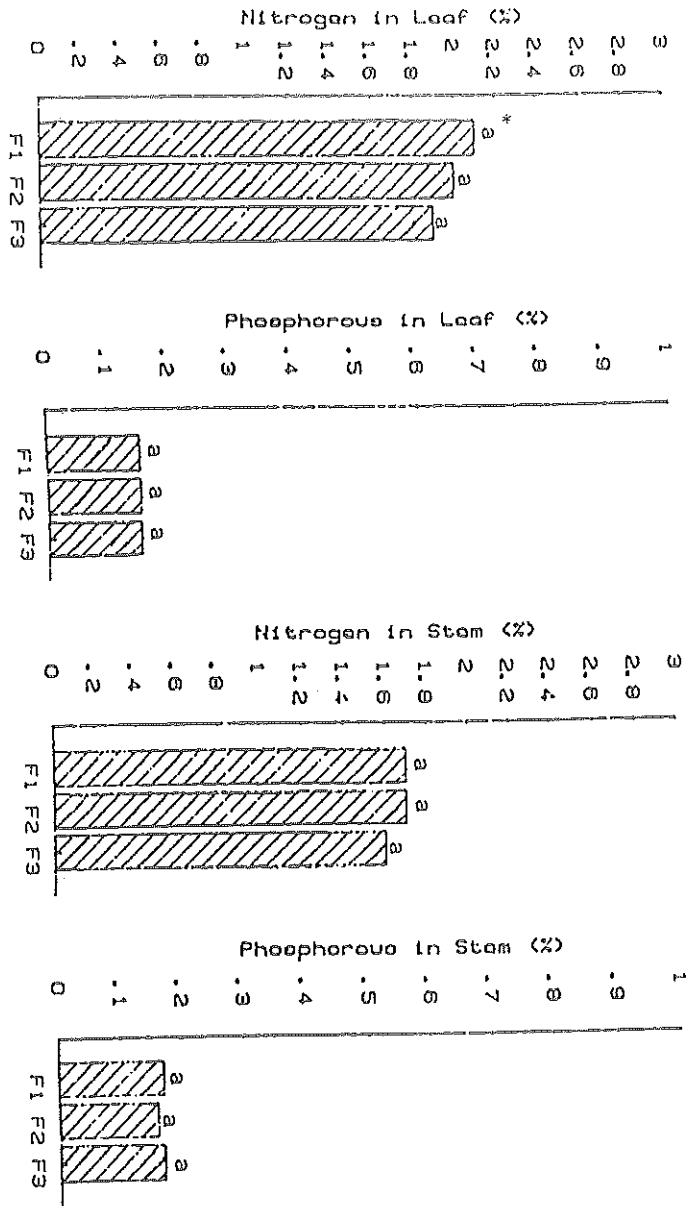 Nitrogen in Leaf (%)
0 .2 .4 .6 .8 1 1.2 1.4 1.6 1.8 2 2.2 2.4 2.6 2.8 3
F1 a*
F2 a
F3 a
Phosphorous in Leaf (%)
0 .1 .2 .3 .4 .5 .6 .7 .8 .9 1
F1 a
F2 a
F3 a
Nitrogen in Stem (%)
0 .2 .4 .6 .8 1 1.2 1.4 1.6 1.8 2 2.2 2.4 2.6 2.8 3
F1 a
F2 a
F3 a
Phosphorous in Stem (%)
0 .1 .2 .3 .4 .5 .6 .7 .8 .9 1
F1 a
F2 a
F3 a